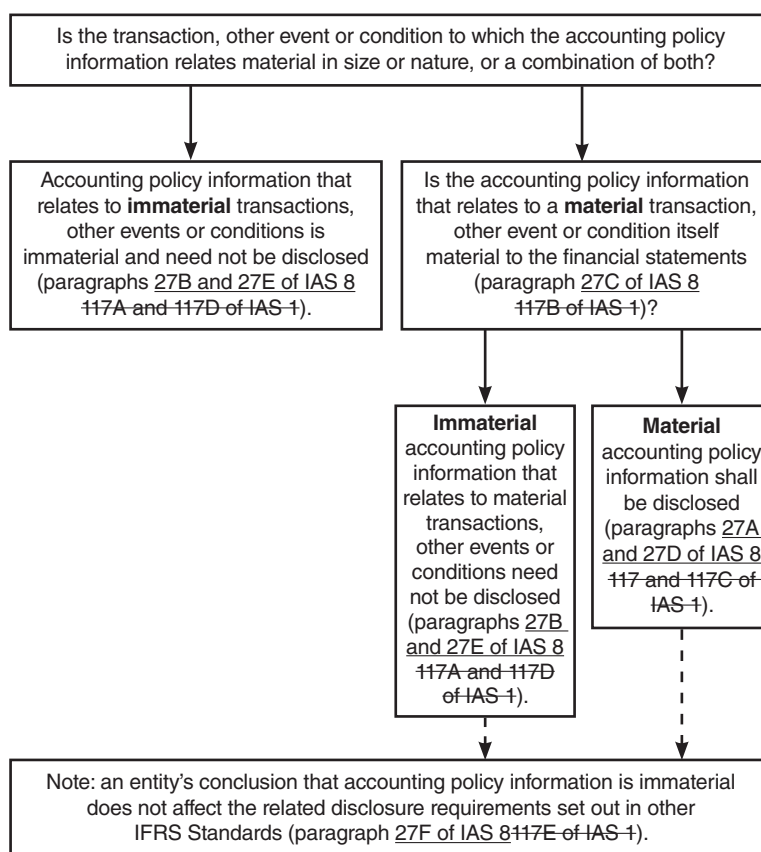 Is the transaction, other event or condition to which the accounting policy
information relates material in size or nature, or a combination of both?
Accounting policy information that
relates to immaterial transactions,
other events or conditions is
immaterial and need not be disclosed
(paragraphs 27B and 27E of IAS 8
117A and 117D of IAS 1).
Is the accounting policy information
that relates to a material transaction,
other event or condition itself
material to the financial statements
(paragraph 27C of IAS 8
117B of IAS 1)?
Immaterial
accounting policy
information that
relates to material
transactions,
other events or
conditions need
not be disclosed
(paragraphs 27B
and 27E of IAS 8
117A and 117D
of IAS 1).
Material
accounting policy
information shall
be disclosed
(paragraphs 27A
and 27D of IAS 8
117 and 117C of
IAS 1).
Note: an entity’s conclusion that accounting policy information is immaterial
does not affect the related disclosure requirements set out in other
IFRS Standards (paragraph 27F of IAS 8117E of IAS 1).